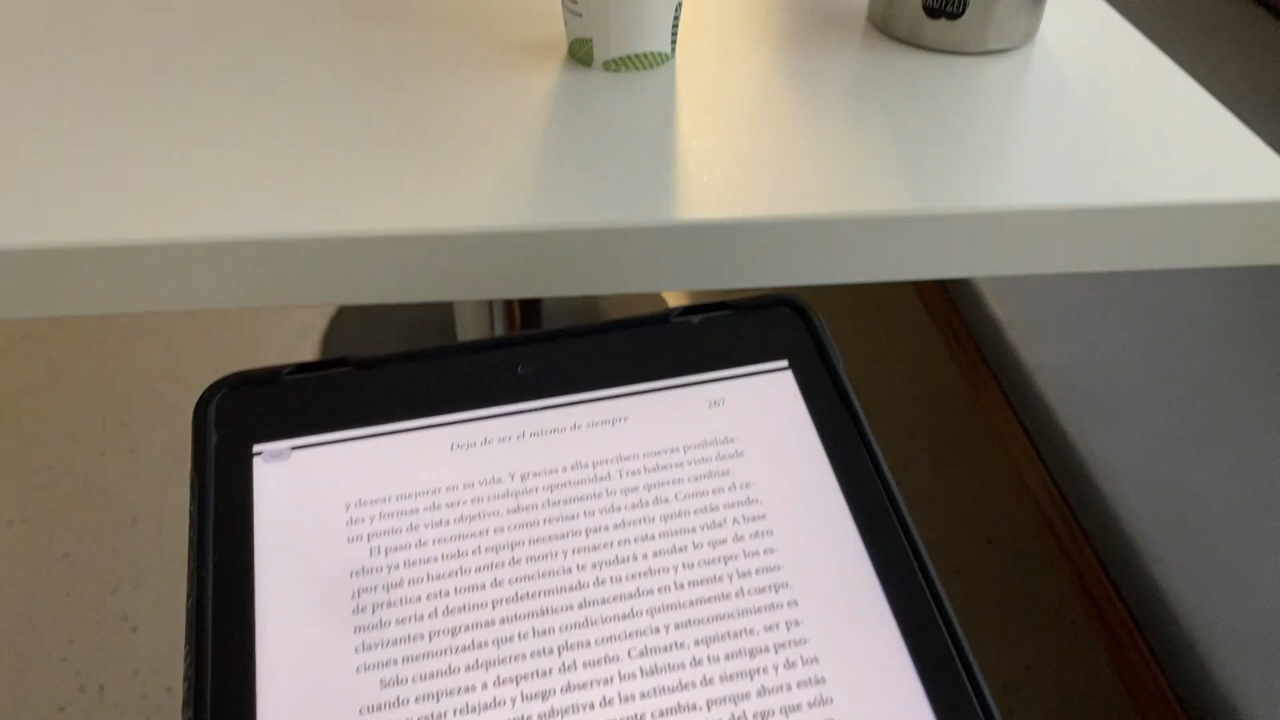 Deja de ser el mismo de siempre
267
y desear mejorar en su vida. Y gracias a ella perciben nuevas posibilida-
des y formas «de ser» en cualquier oportunidad. Tras haberse visto desde
un punto de vista objetivo, saben claramente lo que quieren cambiar.
El paso de reconocer es como revisar tu vida cada día. Como en el ce-
rebro ya tienes todo el equipo necesario para advertir quién estás siendo,
¿por qué no hacerlo antes de morir y renacer en esta misma vida? A base
de práctica esta toma de conciencia te ayudará a anular lo que de otro
modo sería el destino predeterminado de tu cerebro y tu cuerpo: los es-
clavizantes programas automáticos almacenados en la mente y las emo-
ciones memorizadas que te han condicionado químicamente el cuerpo.
Sólo cuando adquieres esta plena conciencia y autoconocimiento es
cuando empiezas a despertar del sueño. Calmarte, aquietarte, ser pa-
y estar relajado y luego observar los hábitos de tu antigua perso-
subjetiva de las actitudes de siempre y de los
cambia, porque ahora estás
del ego que sólo